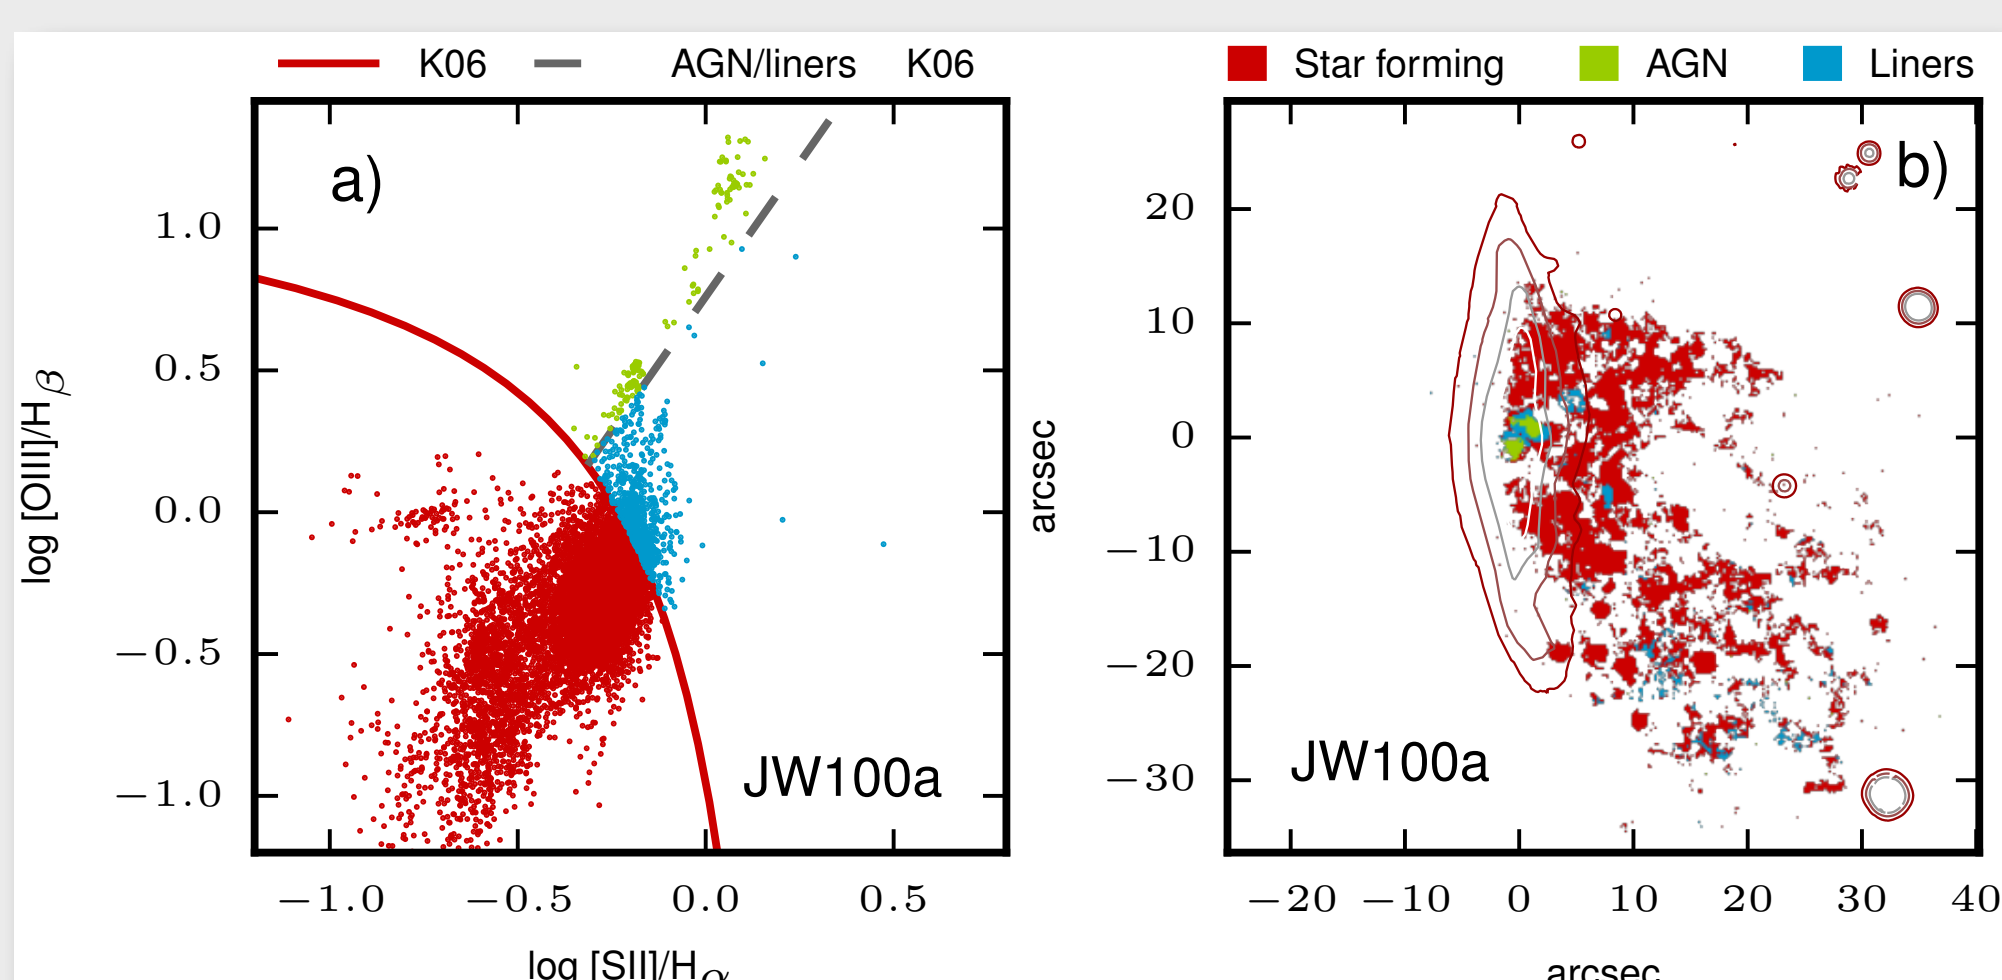 K06 AGN/liners K06
a)
1.0
0.5
0.0
−0.5
−1.0
log [OIII]/Hβ
JW100a
−1.0 −0.5 0.0 0.5
log [SII]/Hα
Star forming AGN Liners
b)
20
10
0
−10
−20
−30
arcsec
JW100a
−20 −10 0 10 20 30 40
arcsec